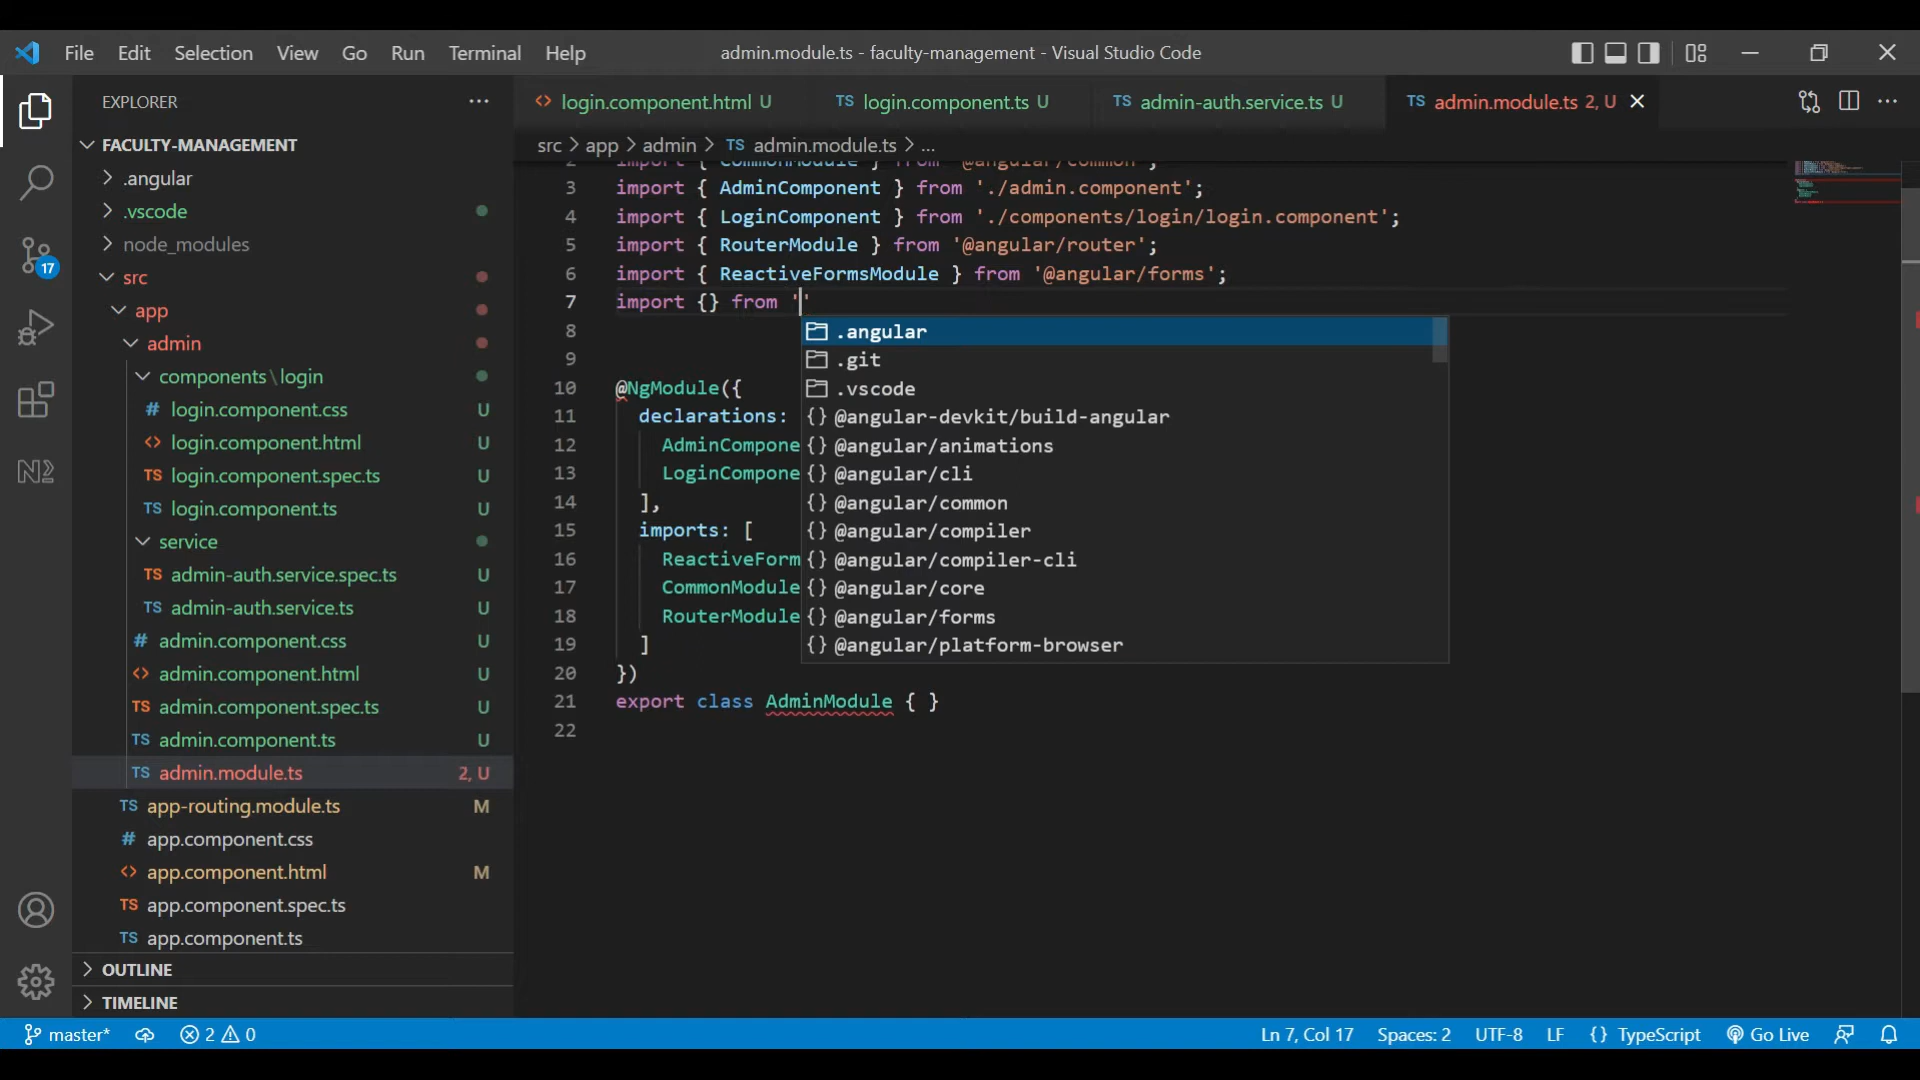 File Edit Selection View Go Run Terminal Help
admin.module.ts - faculty-management - Visual Studio Code
EXPLORER
FACULTY-MANAGEMENT
.angular
.vscode
node_modules
src
app
admin
components\login
login.component.css U
login.component.html U
login.component.spec.ts U
login.component.ts U
service
admin-auth.service.spec.ts U
admin-auth.service.ts U
admin.component.css U
admin.component.html U
admin.component.spec.ts U
admin.component.ts U
admin.module.ts 2, U
app-routing.module.ts M
app.component.css
app.component.html M
app.component.spec.ts
app.component.ts
OUTLINE
TIMELINE
17
login.component.html U
TS login.component.ts U
TS admin-auth.service.ts U
TS admin.module.ts 2, U
src > app > admin > TS admin.module.ts > ...
2 import { CommonModule } from '@angular/common';
3 import { AdminComponent } from './admin.component';
4 import { LoginComponent } from './components/login/login.component';
5 import { RouterModule } from '@angular/router';
6 import { ReactiveFormsModule } from '@angular/forms';
7 import {} from ''
8
9
10 @NgModule({
11 declarations:
12 AdminCompone
13 LoginCompone
14 ],
15 imports: [
16 ReactiveForm
17 CommonModule
18 RouterModule
19 ]
20 })
21 export class AdminModule { }
22
.angular
.git
.vscode
{} @angular-devkit/build-angular
{} @angular/animations
{} @angular/cli
{} @angular/common
{} @angular/compiler
{} @angular/compiler-cli
{} @angular/core
{} @angular/forms
{} @angular/platform-browser
master* 2 0
Ln 7, Col 17 Spaces: 2 UTF-8 LF {} TypeScript Go Live